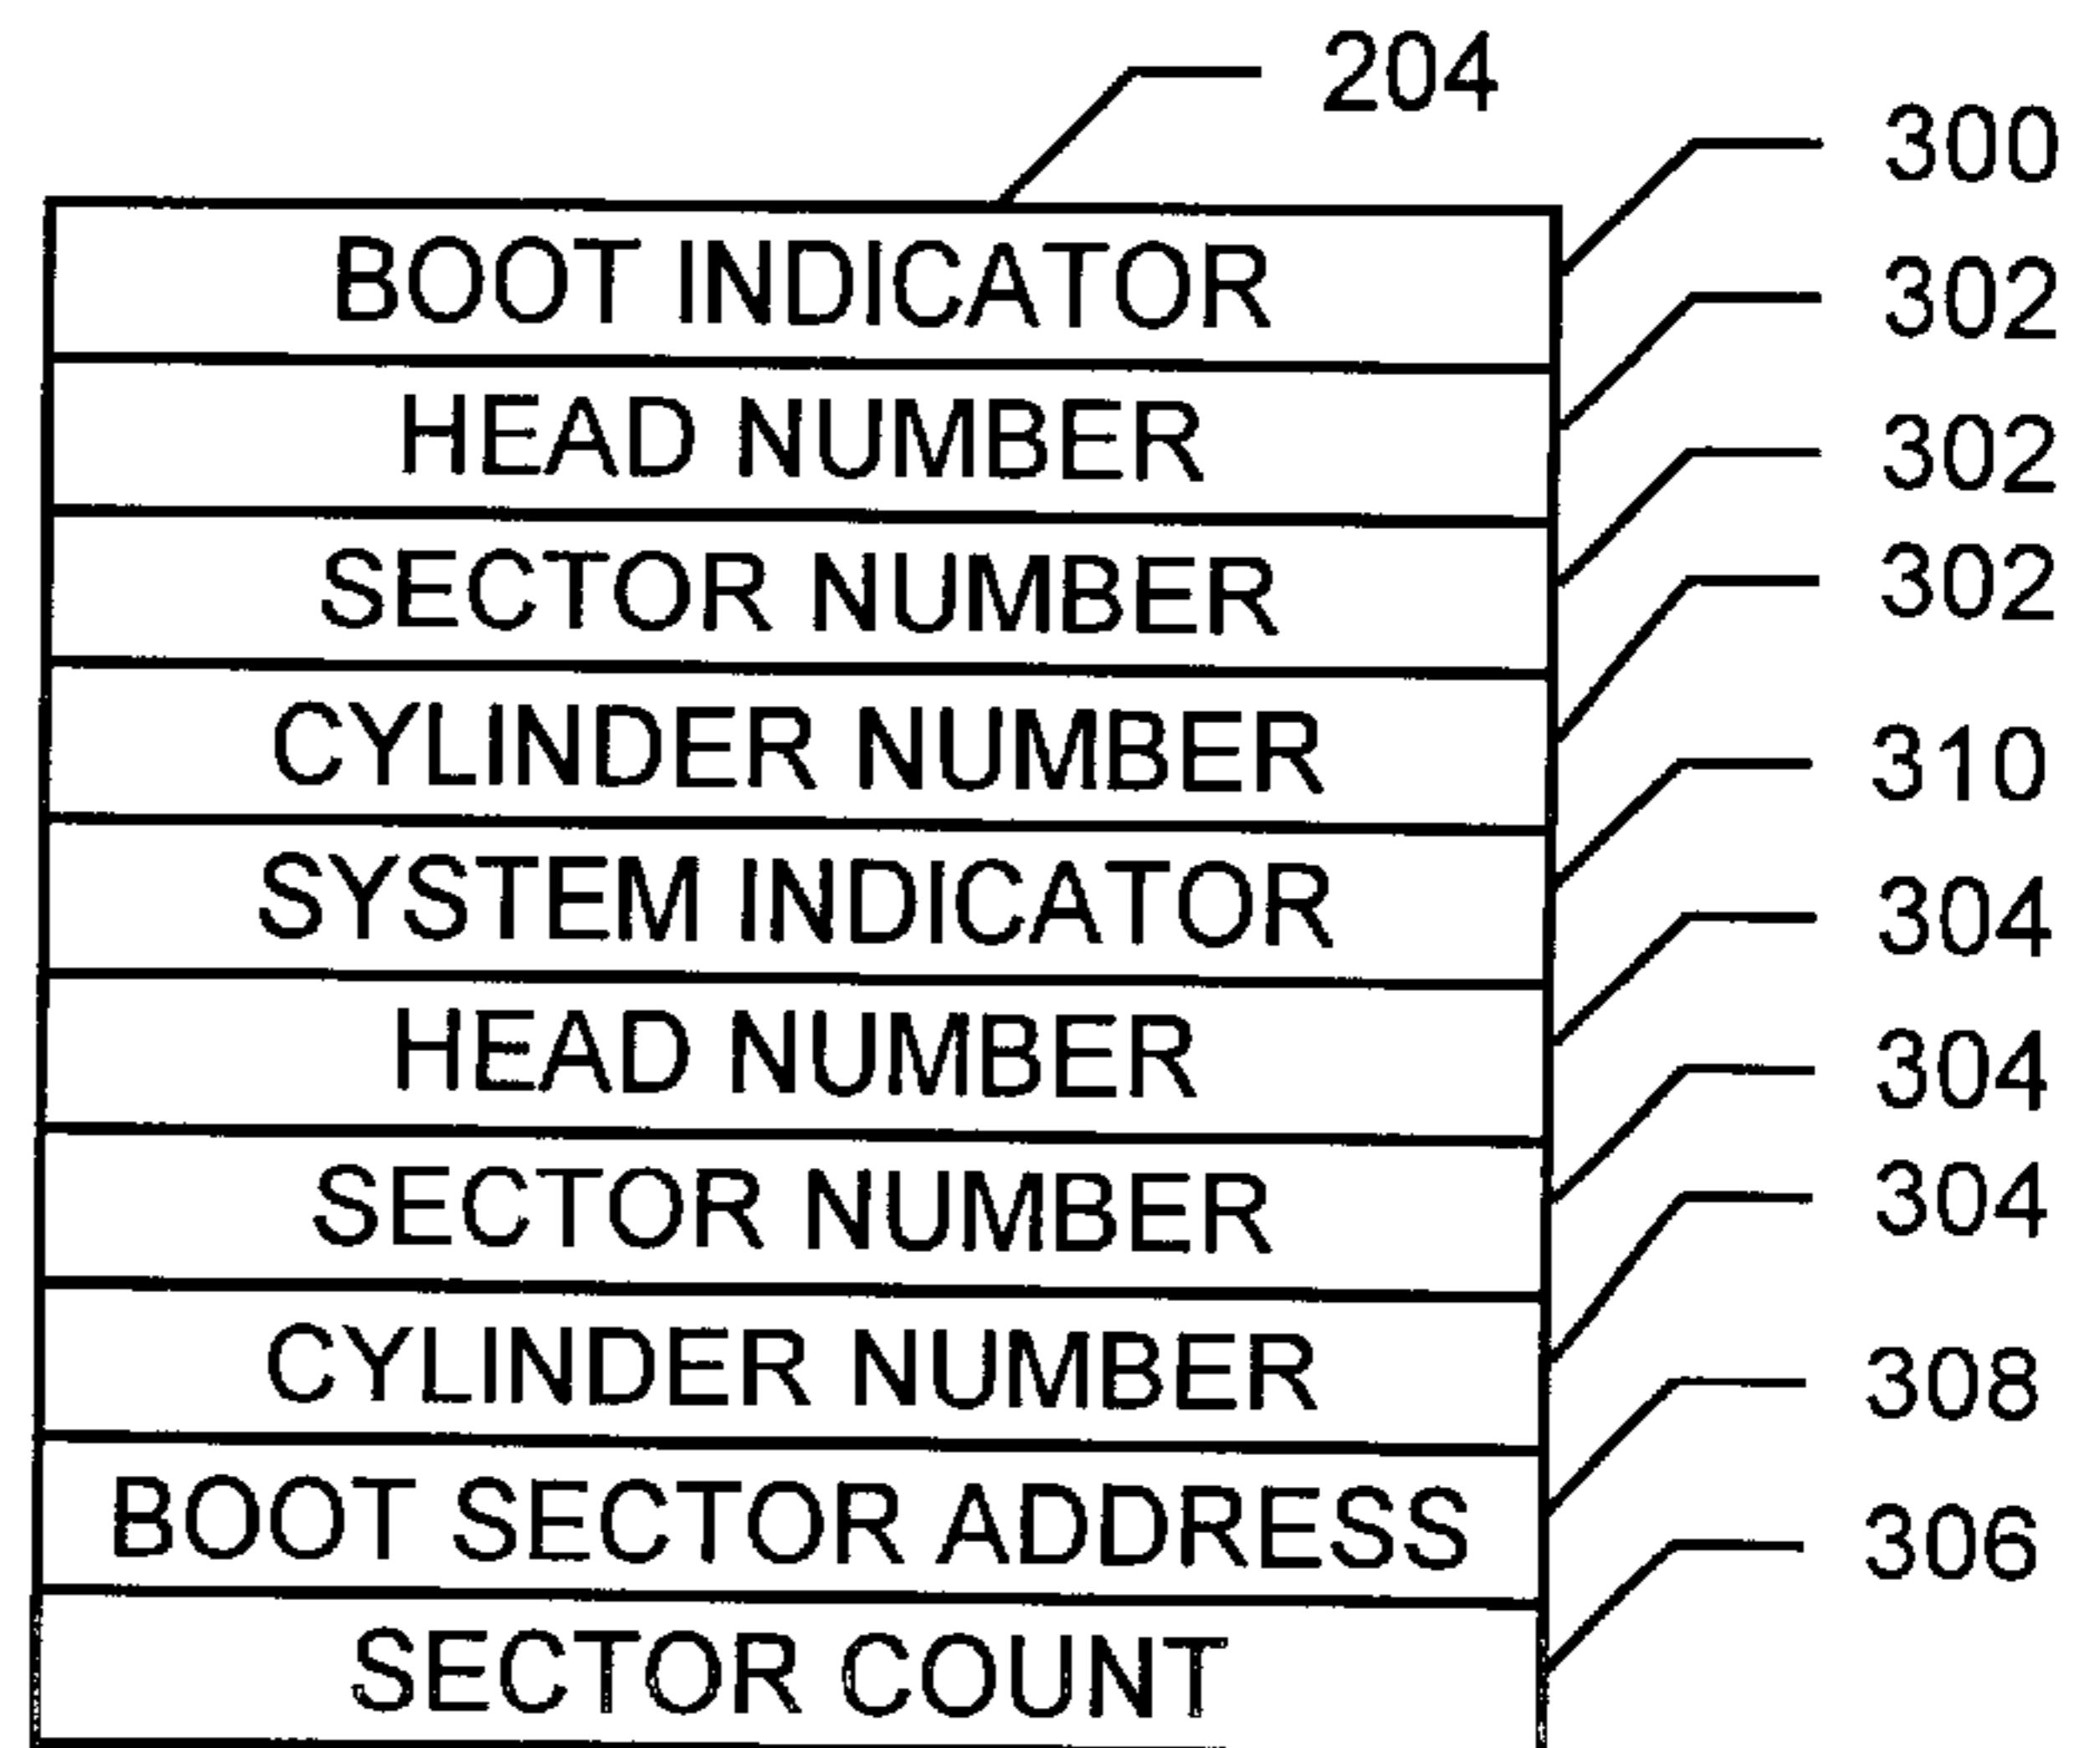 204
300
BOOT INDICATOR
302
HEAD NUMBER
302
SECTOR NUMBER
302
CYLINDER NUMBER
310
SYSTEM INDICATOR
304
HEAD NUMBER
304
SECTOR NUMBER
304
CYLINDER NUMBER
308
BOOT SECTOR ADDRESS
306
SECTOR COUNT